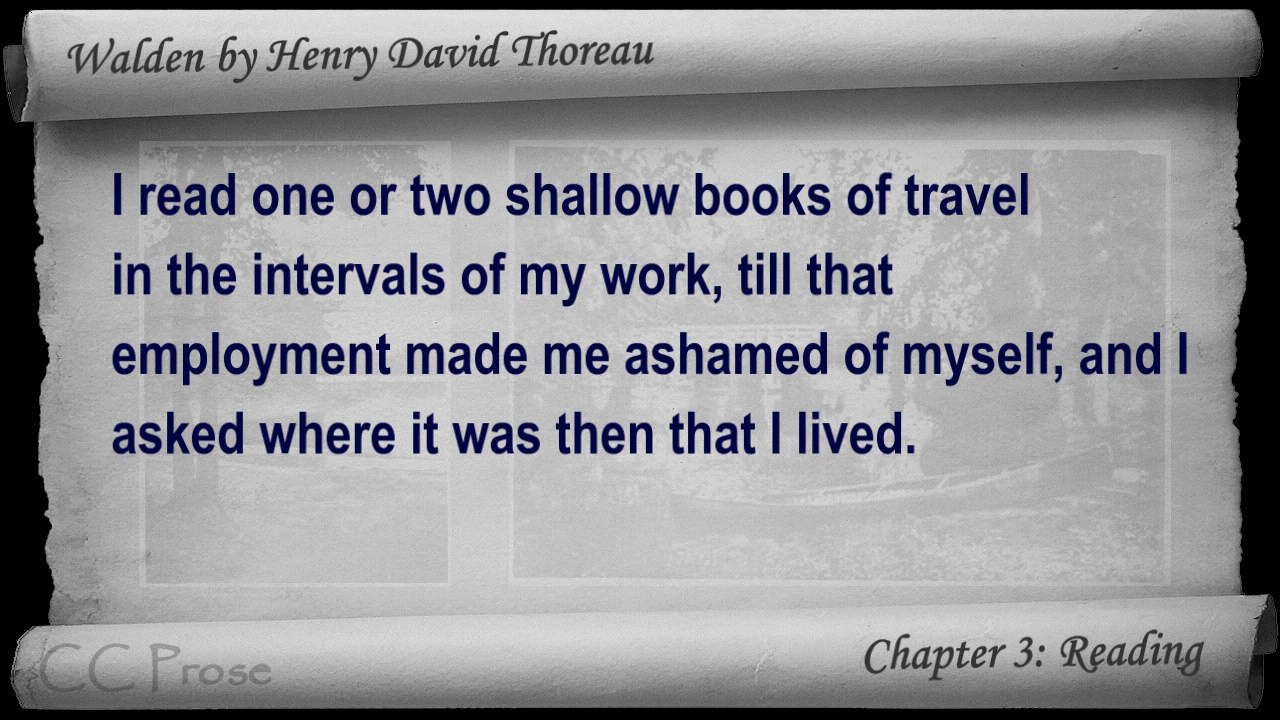 Walden by Henry David Thoreau
I read one or two shallow books of travel
in the intervals of my work, till that
employment made me ashamed of myself, and I
asked where it was then that I lived.
CC Prose
Chapter 3: Reading